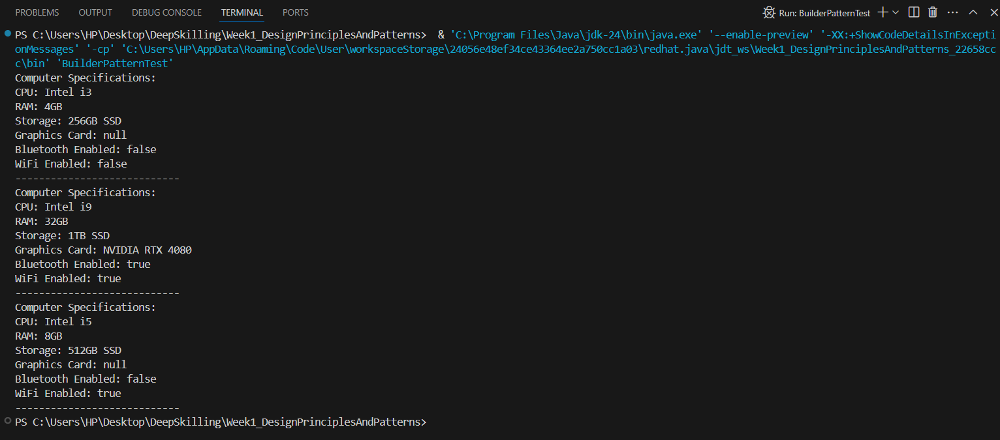 PROBLEMS OUTPUT DEBUG CONSOLE TERMINAL PORTS Run: BuilderPatternTest
PS C:\Users\HP\Desktop\DeepSkilling\Week1_DesignPrinciplesAndPatterns>  & 'C:\Program Files\Java\jdk-24\bin\java.exe' '--enable-preview' '-XX:+ShowCodeDetailsInExcepti
onMessages' '-cp' 'C:\Users\HP\AppData\Roaming\Code\User\workspaceStorage\24056e48ef34ce43364ee2a750cc1a03\redhat.java\jdt_ws\Week1_DesignPrinciplesAndPatterns_22658cc
c\bin' 'BuilderPatternTest'
Computer Specifications:
CPU: Intel i3
RAM: 4GB
Storage: 256GB SSD
Graphics Card: null
Bluetooth Enabled: false
WiFi Enabled: false
----------------------------
Computer Specifications:
CPU: Intel i9
RAM: 32GB
Storage: 1TB SSD
Graphics Card: NVIDIA RTX 4080
Bluetooth Enabled: true
WiFi Enabled: true
----------------------------
Computer Specifications:
CPU: Intel i5
RAM: 8GB
Storage: 512GB SSD
Graphics Card: null
Bluetooth Enabled: false
WiFi Enabled: true
----------------------------
PS C:\Users\HP\Desktop\DeepSkilling\Week1_DesignPrinciplesAndPatterns>